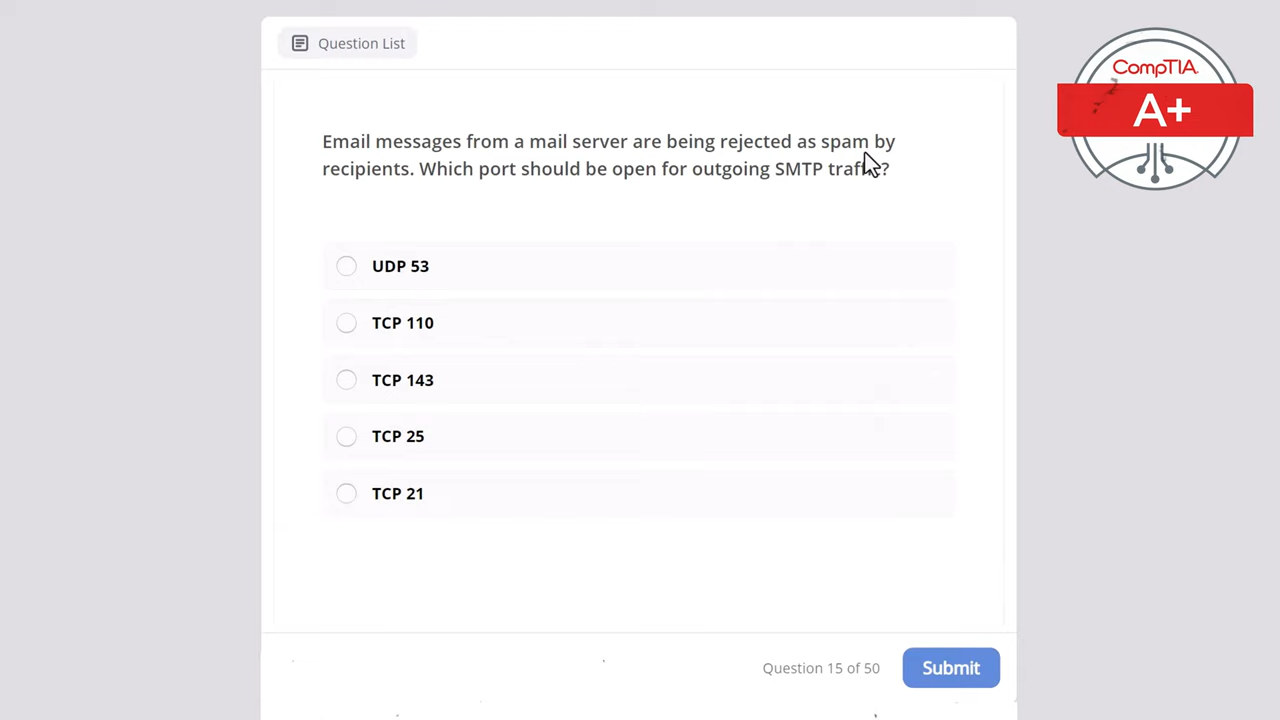 Question List
CompTIA.
A+
Email messages from a mail server are being rejected as spam by
recipients. Which port should be open for outgoing SMTP traffic?
UDP 53
TCP 110
TCP 143
TCP 25
TCP 21
Question 15 of 50
Submit